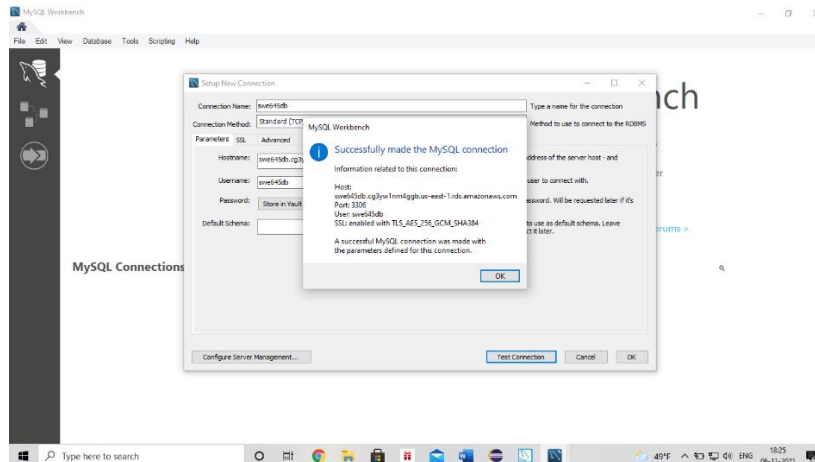 MySQL Workbench
File Edit View Database Tools Scripting Help
Setup New Connection
Connection Name: swe645db Type a name for the connection
Connection Method: Standard (TCP Method to use to connect to the RDBMS
Parameters SSL Advanced
Hostname: swe645db.cg3y address of the server host - and
Username: swe645db user to connect with.
Password: Store in Vault password. Will be requested later if it's
Default Schema: to use as default schema. Leave
ct it later.
MySQL Workbench
Successfully made the MySQL connection
Information related to this connection:
Host:
swe645db.cg3yw1nm4ggb.us-east-1.rds.amazonaws.com
Port: 3306
User: swe645db
SSL: enabled with TLS_AES_256_GCM_SHA384
A successful MySQL connection was made with
the parameters defined for this connection.
OK
nch
er
orums >
MySQL Connections
Configure Server Management... Test Connection Cancel OK
Type here to search 49°F ENG 18:25
06-11-2021